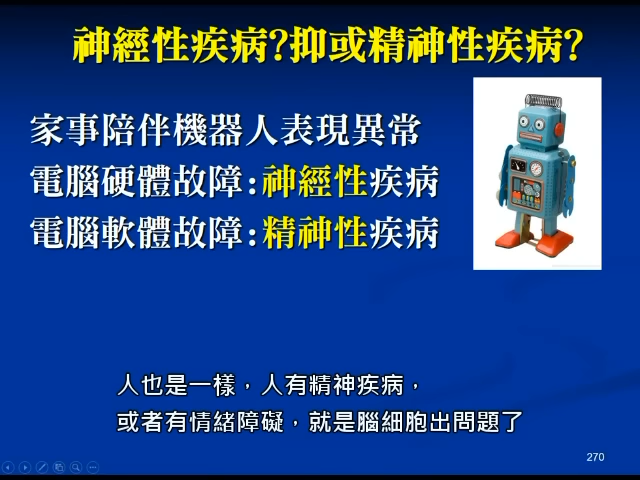 神經性疾病?抑或精神性疾病?
家事陪伴機器人表現異常
電腦硬體故障:神經性疾病
電腦軟體故障:精神性疾病
人也是一樣，人有精神疾病，
或者有情緒障礙，就是腦細胞出問題了
270